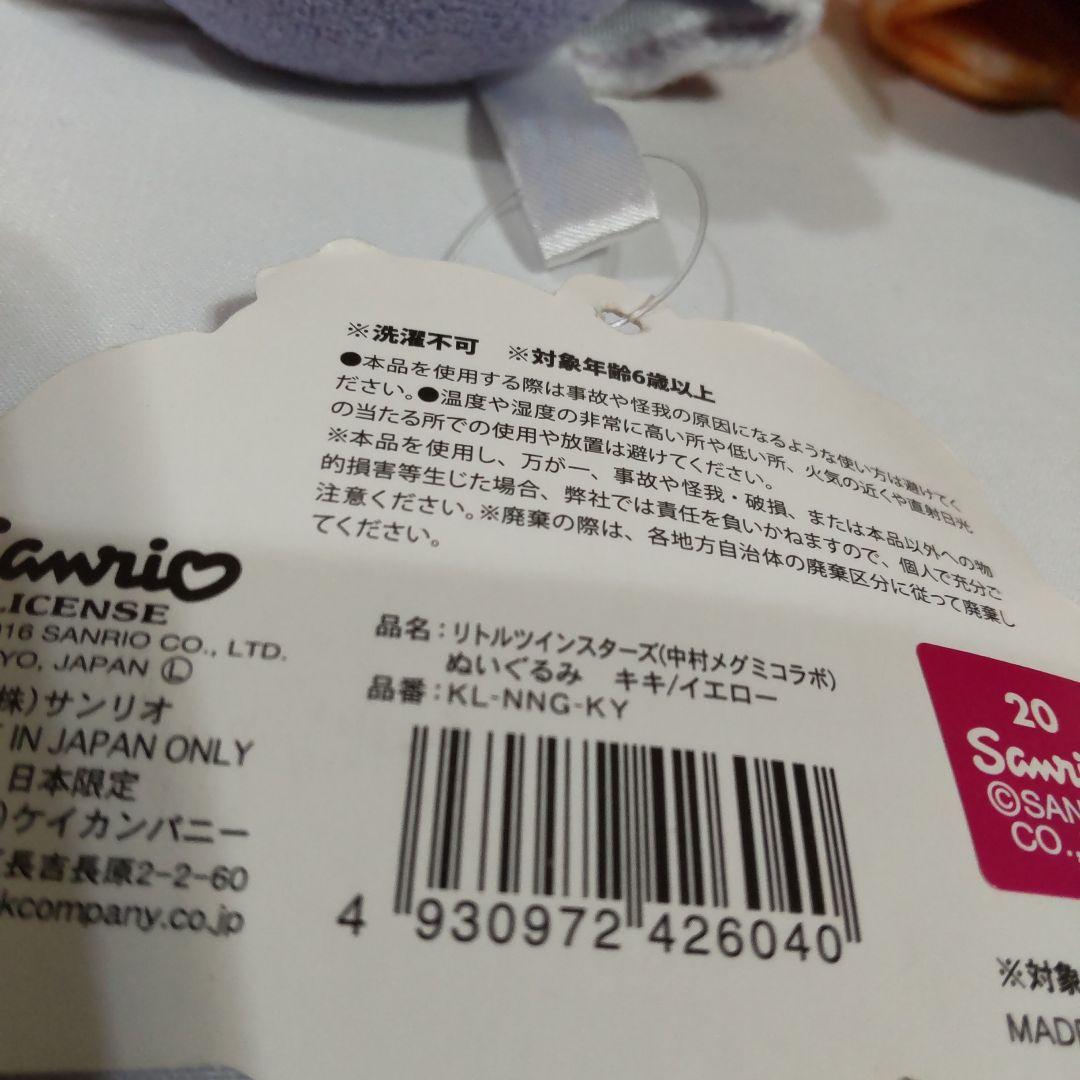 ※洗濯不可 ※対象年齢6歳以上
●本品を使用する際は事故や怪我の原因になるような使い方は避けてく
ださい。●温度や湿度の非常に高い所や低い所、火気の近くや直射日光
の当たる所での使用や放置は避けてください。
※本品を使用し、万が一、事故や怪我・破損、または本品以外への物
的損害等生じた場合、弊社では責任を負いかねますので、個人で充分ご
注意ください。※廃棄の際は、各地方自治体の廃棄区分に従って廃棄し
てください。
Sanrio
LICENSE
16 SANRIO CO., LTD.
YO, JAPAN Ⓛ
株)サンリオ
IN JAPAN ONLY
日本限定
)ケイカンパニー
長吉長原2-2-60
kcompany.co.jp
品名:リトルツインスターズ(中村メグミコラボ)
ぬいぐるみ キキ/イエロー
品番:KL-NNG-KY
4 930972 426040
20
Sanri
©SAN
CO.,
※対象
MADE